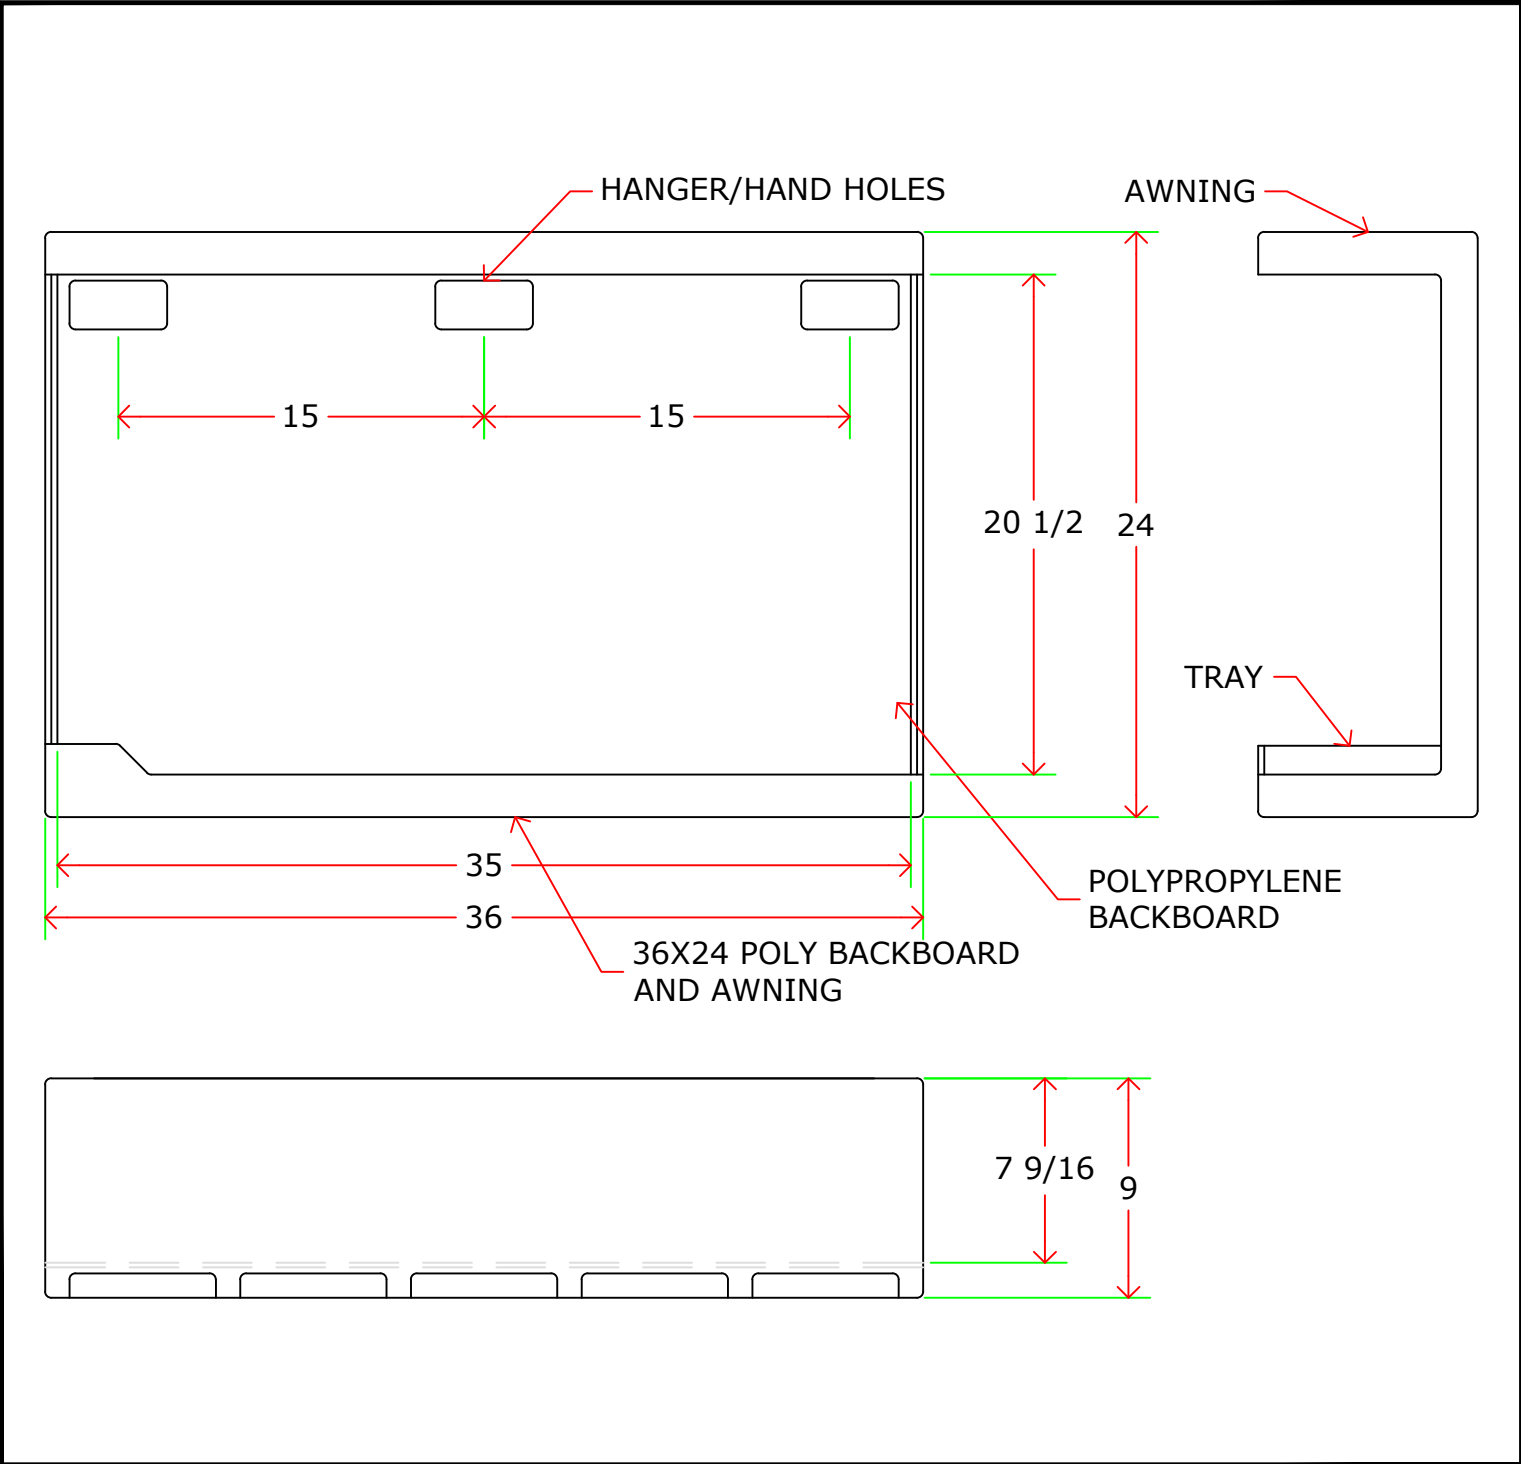 HANGER/HAND HOLES
AWNING
15
15
20 1/2
24
TRAY
35
36
POLYPROPYLENE
BACKBOARD
36X24 POLY BACKBOARD
AND AWNING
7 9/16
9